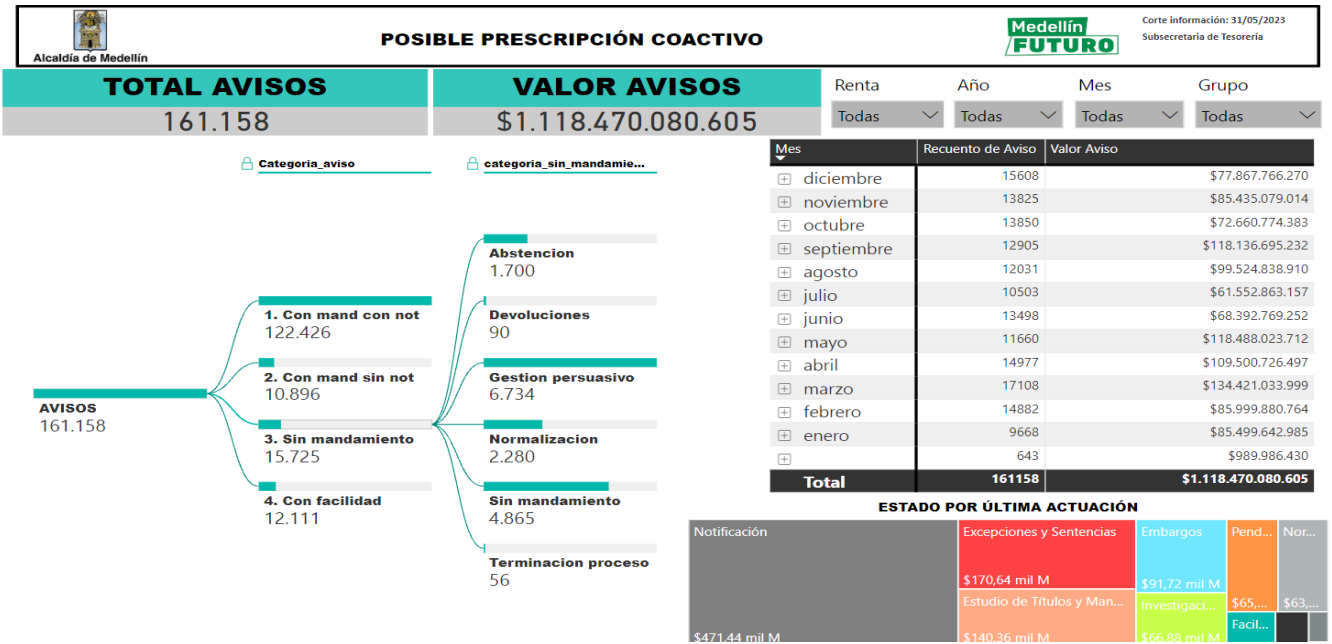 Alcaldía de Medellín
POSIBLE PRESCRIPCIÓN COACTIVO
Medellín
FUTURO
Corte información: 31/05/2023
Subsecretaria de Tesorería
TOTAL AVISOS
161.158
VALOR AVISOS
$1.118.470.080.605
Renta Año Mes Grupo
Todas Todas Todas Todas
Categoria_aviso
categoria_sin_mandamie...
AVISOS
161.158
1. Con mand con not
122.426
2. Con mand sin not
10.896
3. Sin mandamiento
15.725
4. Con facilidad
12.111
Abstencion
1.700
Devoluciones
90
Gestion persuasivo
6.734
Normalizacion
2.280
Sin mandamiento
4.865
Terminacion proceso
56
Mes Recuento de Aviso Valor Aviso
diciembre 15608 $77.867.766.270
noviembre 13825 $85.435.079.014
octubre 13850 $72.660.774.383
septiembre 12905 $118.136.695.232
agosto 12031 $99.524.838.910
julio 10503 $61.552.863.157
junio 13498 $68.392.769.252
mayo 11660 $118.488.023.712
abril 14977 $109.500.726.497
marzo 17108 $134.421.033.999
febrero 14882 $85.999.880.764
enero 9668 $85.499.642.985
643 $989.986.430
Total 161158 $1.118.470.080.605
ESTADO POR ÚLTIMA ACTUACIÓN
Notificación
$471,44 mil M
Excepciones y Sentencias
$170,64 mil M
Estudio de Títulos y Man...
$140,36 mil M
Embargos
$91,72 mil M
Investigaci...
$66,88 mil M
Pend...
$65,...
Nor...
$63,...
Facil...